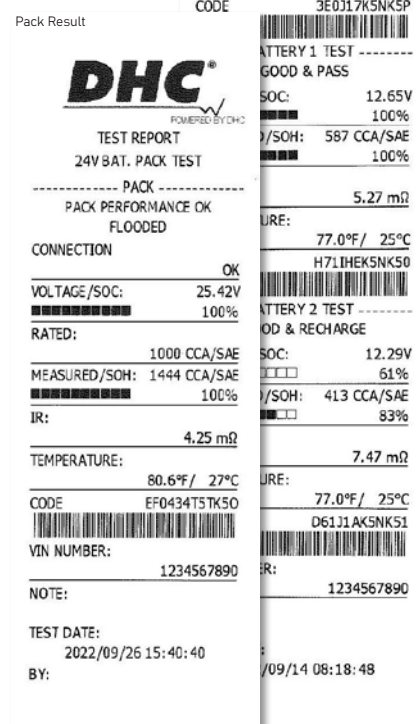 Pack Result
DHC
POWERED BY DHC
TEST REPORT
24V BAT. PACK TEST
------------- PACK -------------
PACK PERFORMANCE OK
FLOODED
CONNECTION
OK
VOLTAGE/SOC: 25.42V
100%
RATED:
1000 CCA/SAE
MEASURED/SOH: 1444 CCA/SAE
100%
IR:
4.25 mΩ
TEMPERATURE:
80.6°F/ 27°C
CODE EF0434T5TK50
VIN NUMBER:
1234567890
NOTE:
TEST DATE:
2022/09/26 15:40:40
BY:
CODE 3E0J17K5NK5P
ATTERY 1 TEST --------
GOOD & PASS
SOC: 12.65V
100%
/SOH: 587 CCA/SAE
100%
5.27 mΩ
URE:
77.0°F/ 25°C
H71IHEK5NK50
ATTERY 2 TEST --------
OD & RECHARGE
SOC: 12.29V
61%
/SOH: 413 CCA/SAE
83%
7.47 mΩ
URE:
77.0°F/ 25°C
D61J1AK5NK51
ER:
1234567890
:
/09/14 08:18:48